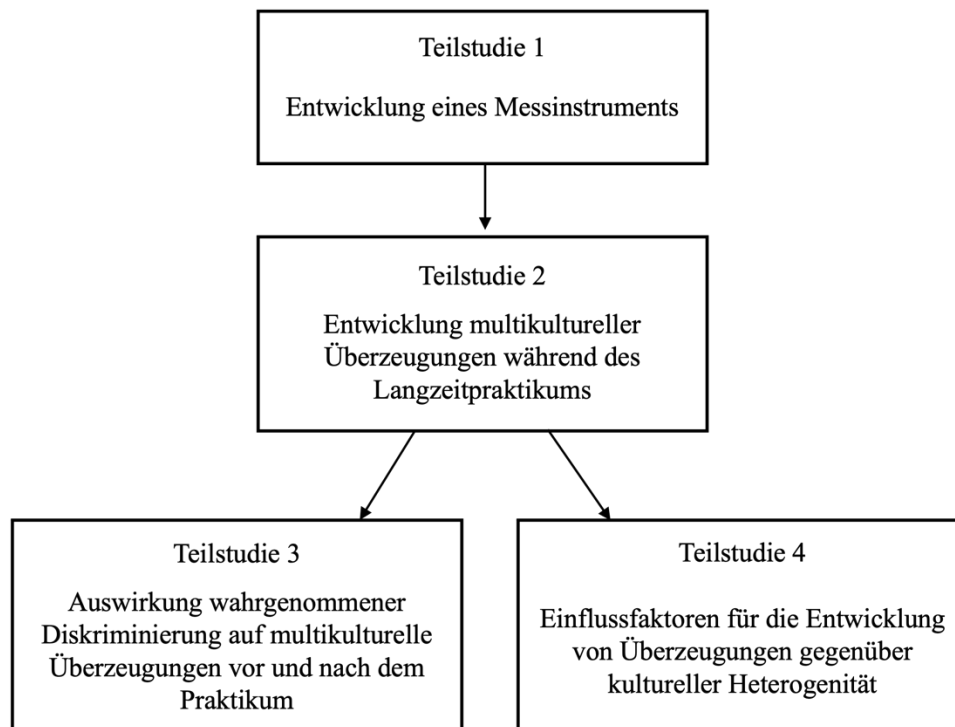 Teilstudie 1
Entwicklung eines Messinstruments
Teilstudie 2
Entwicklung multikultureller
Überzeugungen während des
Langzeitpraktikums
Teilstudie 3
Auswirkung wahrgenommener
Diskriminierung auf multikulturelle
Überzeugungen vor und nach dem
Praktikum
Teilstudie 4
Einflussfaktoren für die Entwicklung
von Überzeugungen gegenüber
kultureller Heterogenität